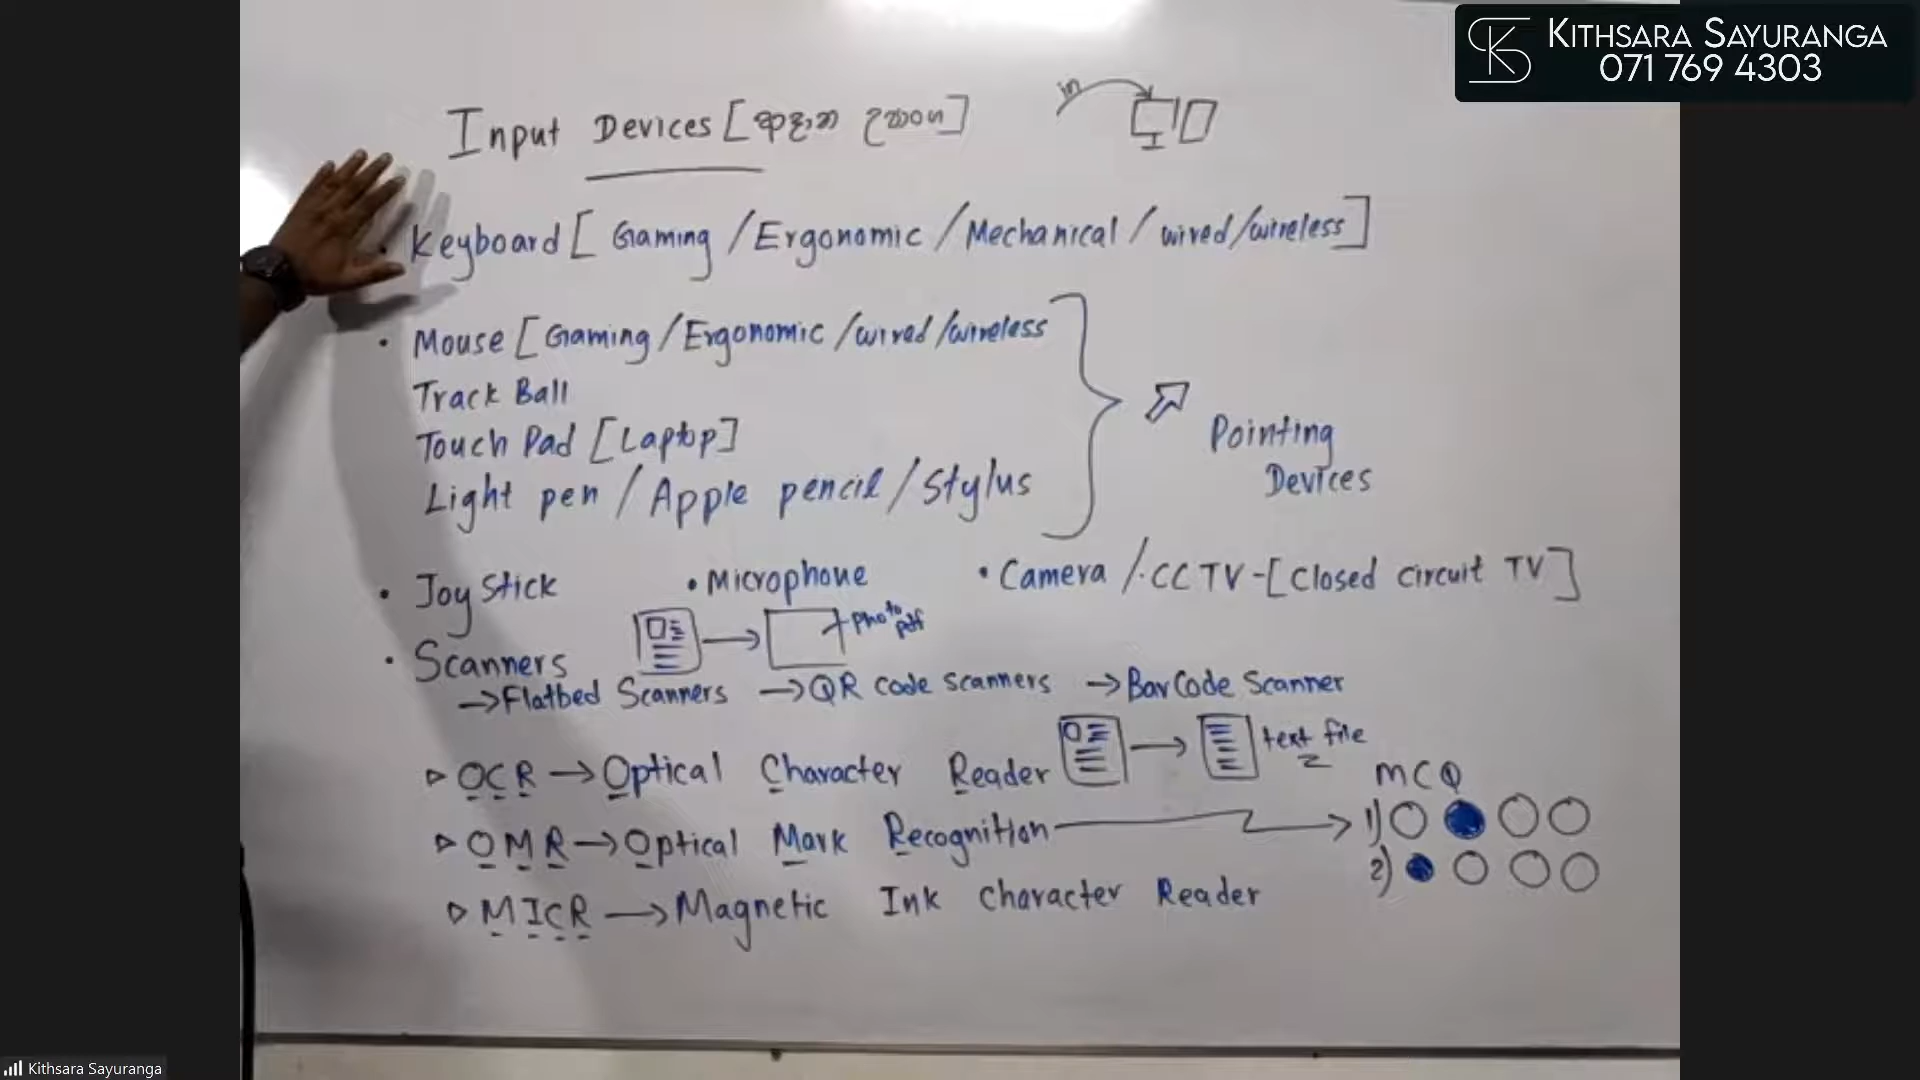 KITHSARA SAYURANGA
071 769 4303
in
Input Devices [ආදාන උපාංග]
• Keyboard [ Gaming / Ergonomic / Mechanical / wired/wireless]
• Mouse [ Gaming / Ergonomic / wired /wireless
Track Ball
Touch Pad [Laptop]
Light pen / Apple pencil / Stylus
Pointing
Devices
• Joy stick • Microphone • Camera / CCTV - [Closed circuit TV]
Photo
pdf
• Scanners
→ Flatbed Scanners → QR code scanners → BarCode Scanner
text file
▷ OCR → Optical Character Reader
MCQ
▷ OMR → Optical Mark Recognition → 1)
2)
▷ MICR → Magnetic Ink Character Reader
Kithsara Sayuranga